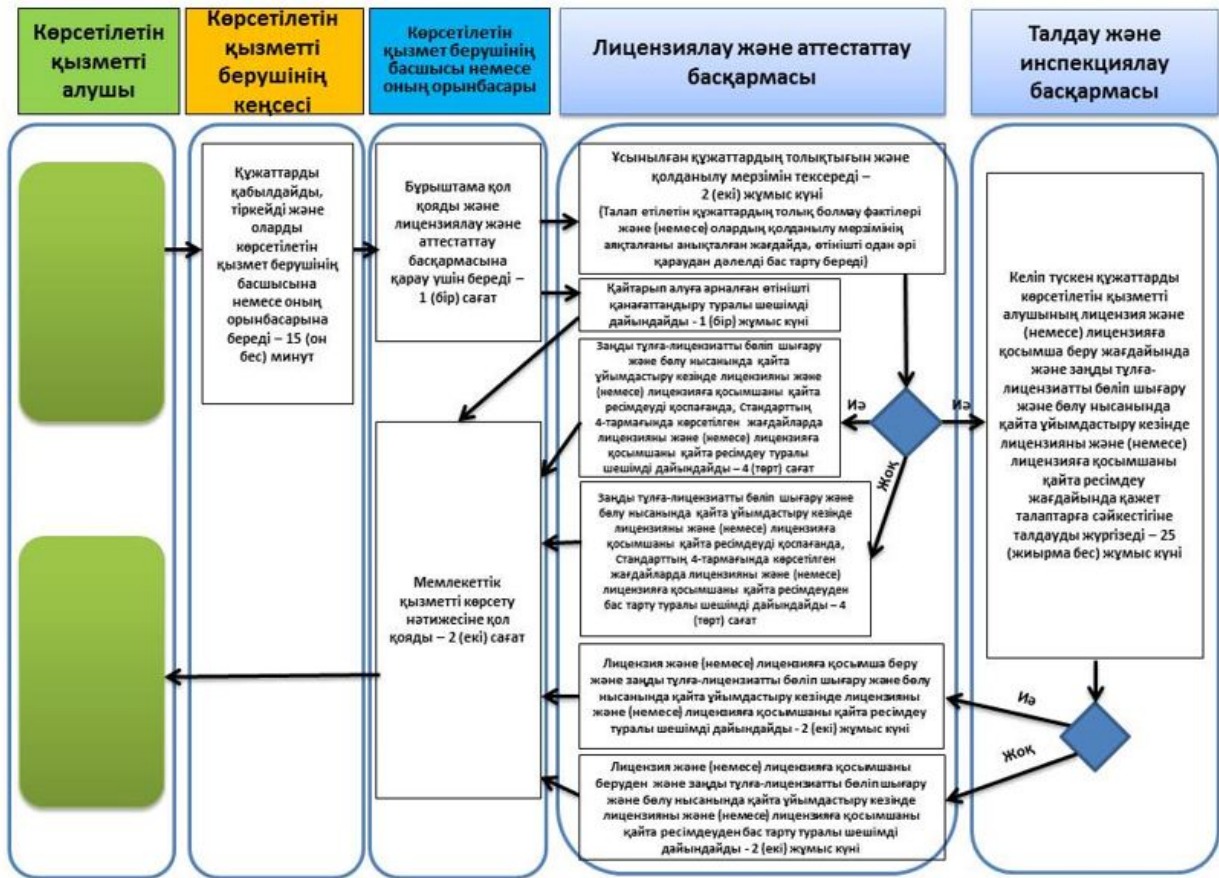 Көрсетілетін
қызметті
алушы
Көрсетілетін
қызметті
берушінің
кеңсесі
Көрсетілетін
қызмет берушінің
басшысы немесе
оның орынбасары
Лицензиялау және аттестаттау
басқармасы
Талдау және
инспекциялау
басқармасы
Құжаттарды
қабылдайды,
тіркейді және
оларды
көрсетілетін
қызмет берушінің
басшысына
немесе оның
орынбасарына
береді – 15 (он
бес) минут
Бұрыштама қол
қояды және
лицензиялау және
аттестаттау
басқармасына
қарау үшін береді –
1 (бір) сағат
Ұсынылған құжаттардың толықтығын және
қолданылу мерзімін тексереді –
2 (екі) жұмыс күні
(Талап етілетін құжаттардың толық болмау фактілері
және (немесе) олардың қолданылу мерзімінің
аяқталғаны анықталған жағдайда, өтінішті одан әрі
қараудан дәлелді бас тарту береді)
Қайтарып алуға арналған өтінішті
қанағаттандыру туралы шешімді
дайындайды - 1 (бір) жұмыс күні
Заңды тұлға-лицензиатты бөліп шығару
және бөлу нысанында қайта
ұйымдастыру кезінде лицензияны және
(немесе) лицензияға қосымшаны қайта
ресімдеуді қоспағанда, Стандарттың
4-тармағында көрсетілген жағдайларда
лицензияны және (немесе) лицензияға
қосымшаны қайта ресімдеу туралы
шешімді дайындайды – 4 (төрт) сағат
Иә
Иә
Жоқ
Заңды тұлға-лицензиатты бөліп шығару және
бөлу нысанында қайта ұйымдастыру кезінде
лицензияны және (немесе) лицензияға
қосымшаны қайта ресімдеуді қоспағанда,
Стандарттың 4-тармағында көрсетілген
жағдайларда лицензияны және (немесе)
лицензияға қосымшаны қайта ресімдеуден
бас тарту туралы шешімді дайындайды – 4
(төрт) сағат
Мемлекеттік
қызметті көрсету
нәтижесіне қол
қояды – 2 (екі) сағат
Лицензия және (немесе) лицензияға қосымша беру
және заңды тұлға-лицензиатты бөліп шығару және бөлу
нысанында қайта ұйымдастыру кезінде лицензияны
және (немесе) лицензияға қосымшаны қайта ресімдеу
туралы шешімді дайындайды - 2 (екі) жұмыс күні
Лицензия және (немесе) лицензияға қосымшаны
беруден және заңды тұлға-лицензиатты бөліп шығару
және бөлу нысанында қайта ұйымдастыру кезінде
лицензияны және (немесе) лицензияға қосымшаны
қайта ресімдеуден бас тарту туралы шешімді
дайындайды - 2 (екі) жұмыс күні
Келіп түскен құжаттарды
көрсетілетін қызметті
алушының лицензия және
(немесе) лицензияға
қосымша беру жағдайында
және заңды тұлға-
лицензиатты бөліп шығару
және бөлу нысанында
қайта ұйымдастыру кезінде
лицензияны және (немесе)
лицензияға қосымшаны
қайта ресімдеу
жағдайында қажет
талаптарға сәйкестігіне
талдауды жүргізеді – 25
(жиырма бес) жұмыс күні
Иә
Жоқ